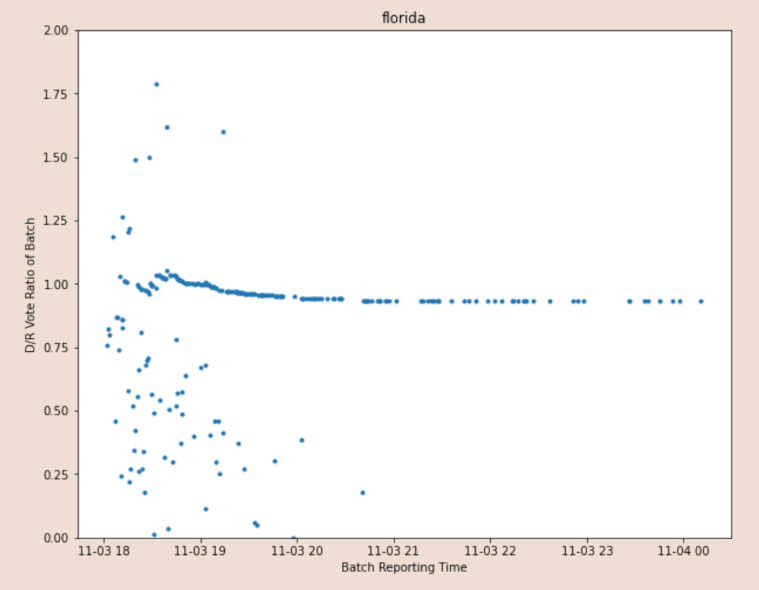 florida
2.00
1.75
1.50
1.25
1.00
0.75
0.50
0.25
0.00
D/R Vote Ratio of Batch
11-03 18 11-03 19 11-03 20 11-03 21 11-03 22 11-03 23 11-04 00
Batch Reporting Time